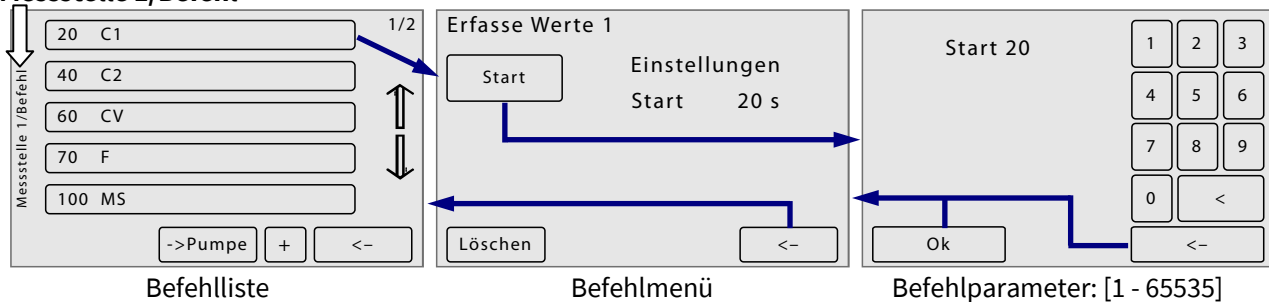 Messstelle 1/Befehl
20 C1
40 C2
60 CV
70 F
100 MS
1/2
->Pumpe
+
<-
Befehlliste
Erfasse Werte 1
Start
Einstellungen
Start 20 s
Löschen
<-
Befehlmenü
Start 20
1 2 3
4 5 6
7 8 9
0 <
Ok
<-
Befehlparameter: [1 - 65535]